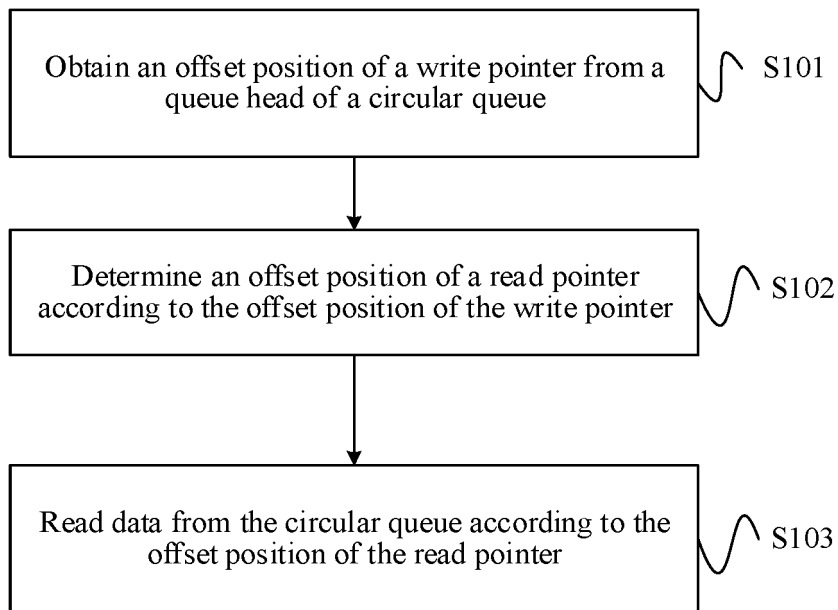 Obtain an offset position of a write pointer from a
queue head of a circular queue
S101
Determine an offset position of a read pointer
according to the offset position of the write pointer
S102
Read data from the circular queue according to the
offset position of the read pointer
S103